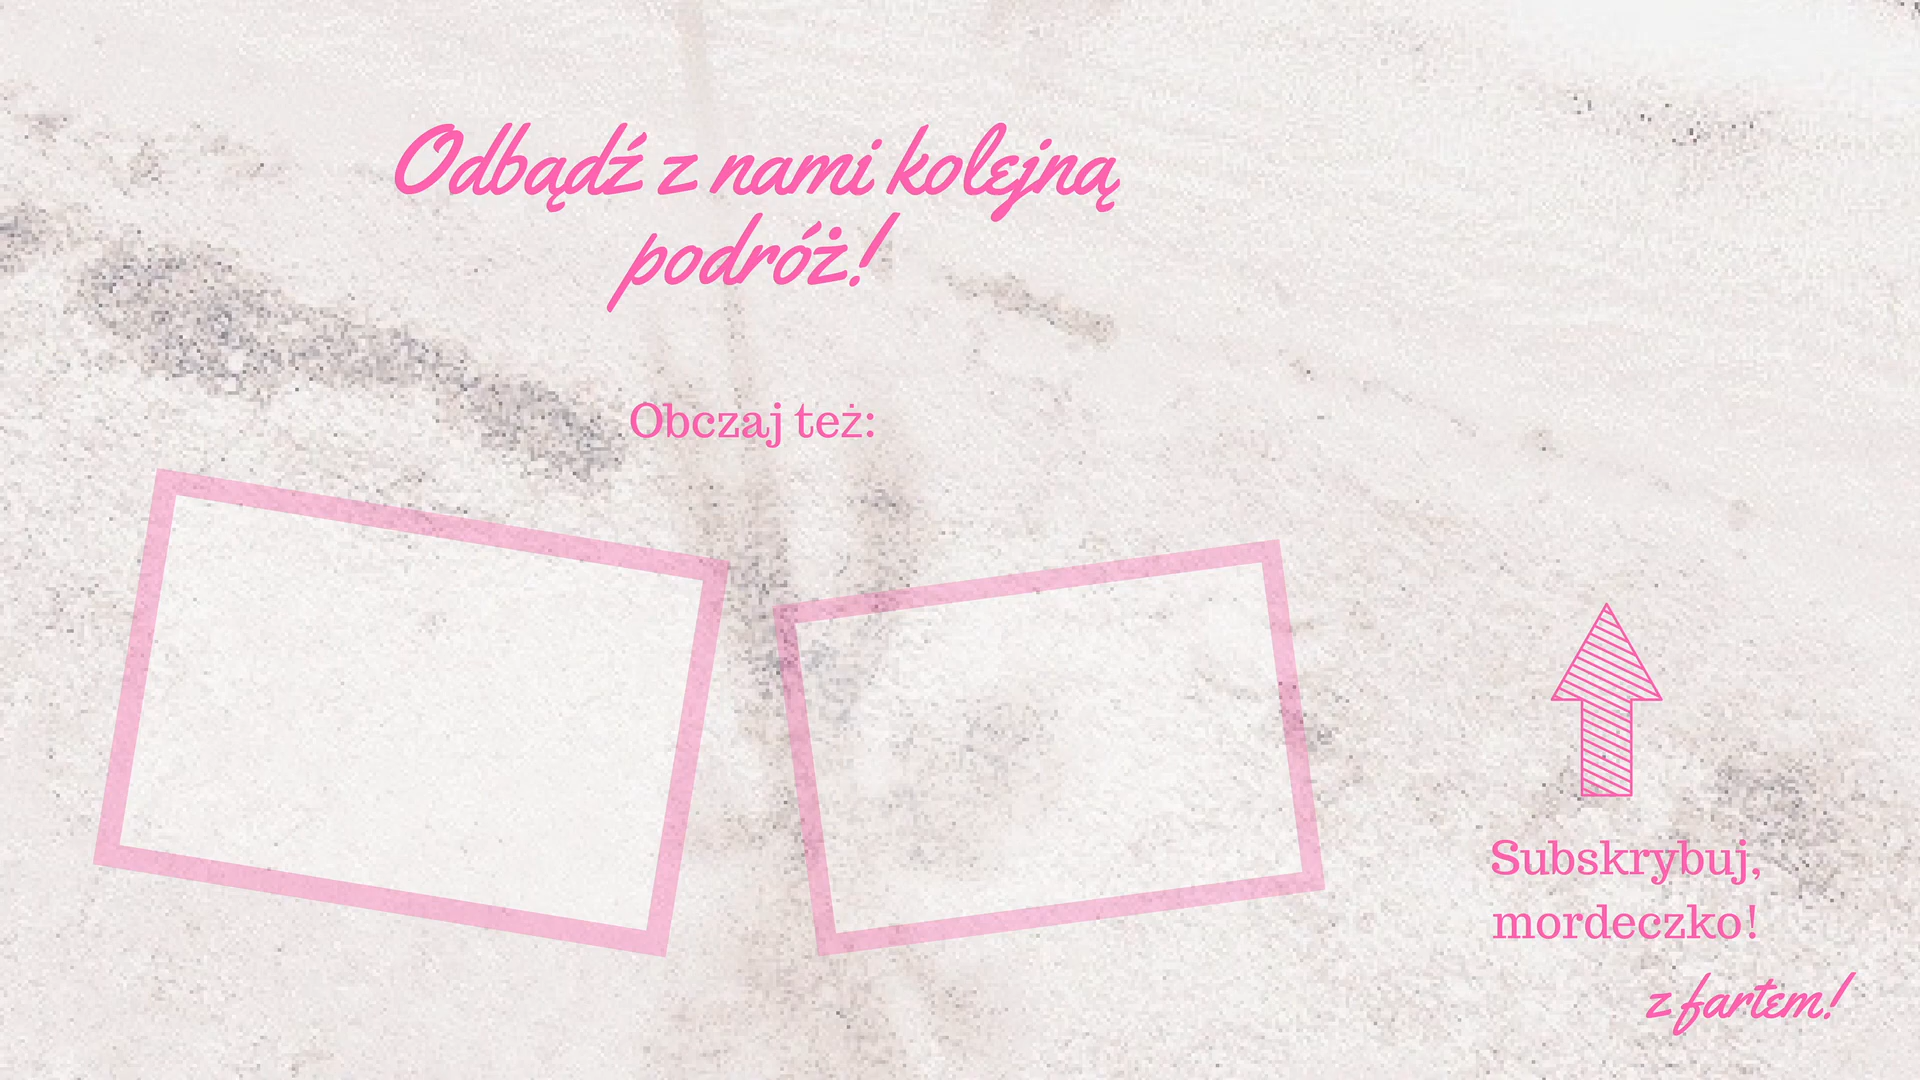 Odbądź z nami kolejną
podróż!
Obczaj też:
Subskrybuj,
mordeczko!
z fartem!